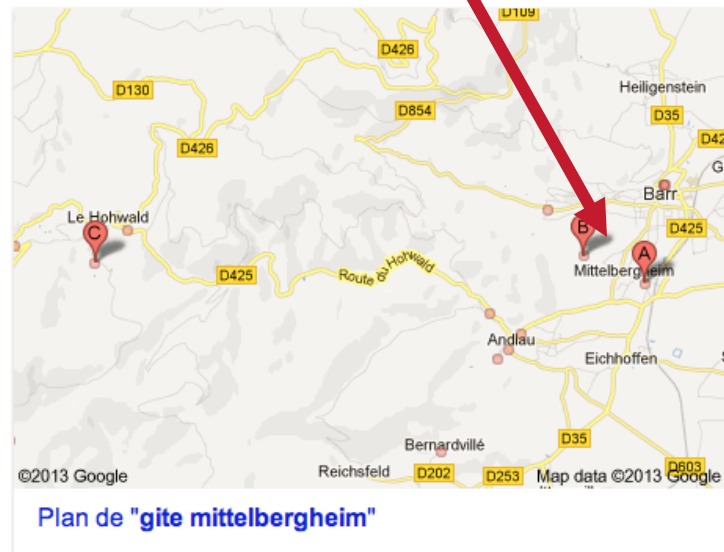 D109
D426
D130
Heiligenstein
D854
D35
D426
Barr
Le Hohwald
B
C
D425
A
Mittelbergheim
D425
Route du Hohwald
Andlau
Eichhoffen
Bernardvillé
D35
©2013 Google
Reichsfeld
D202
D253
Map data ©2013 Google
D603
Plan de "gite mittelbergheim"